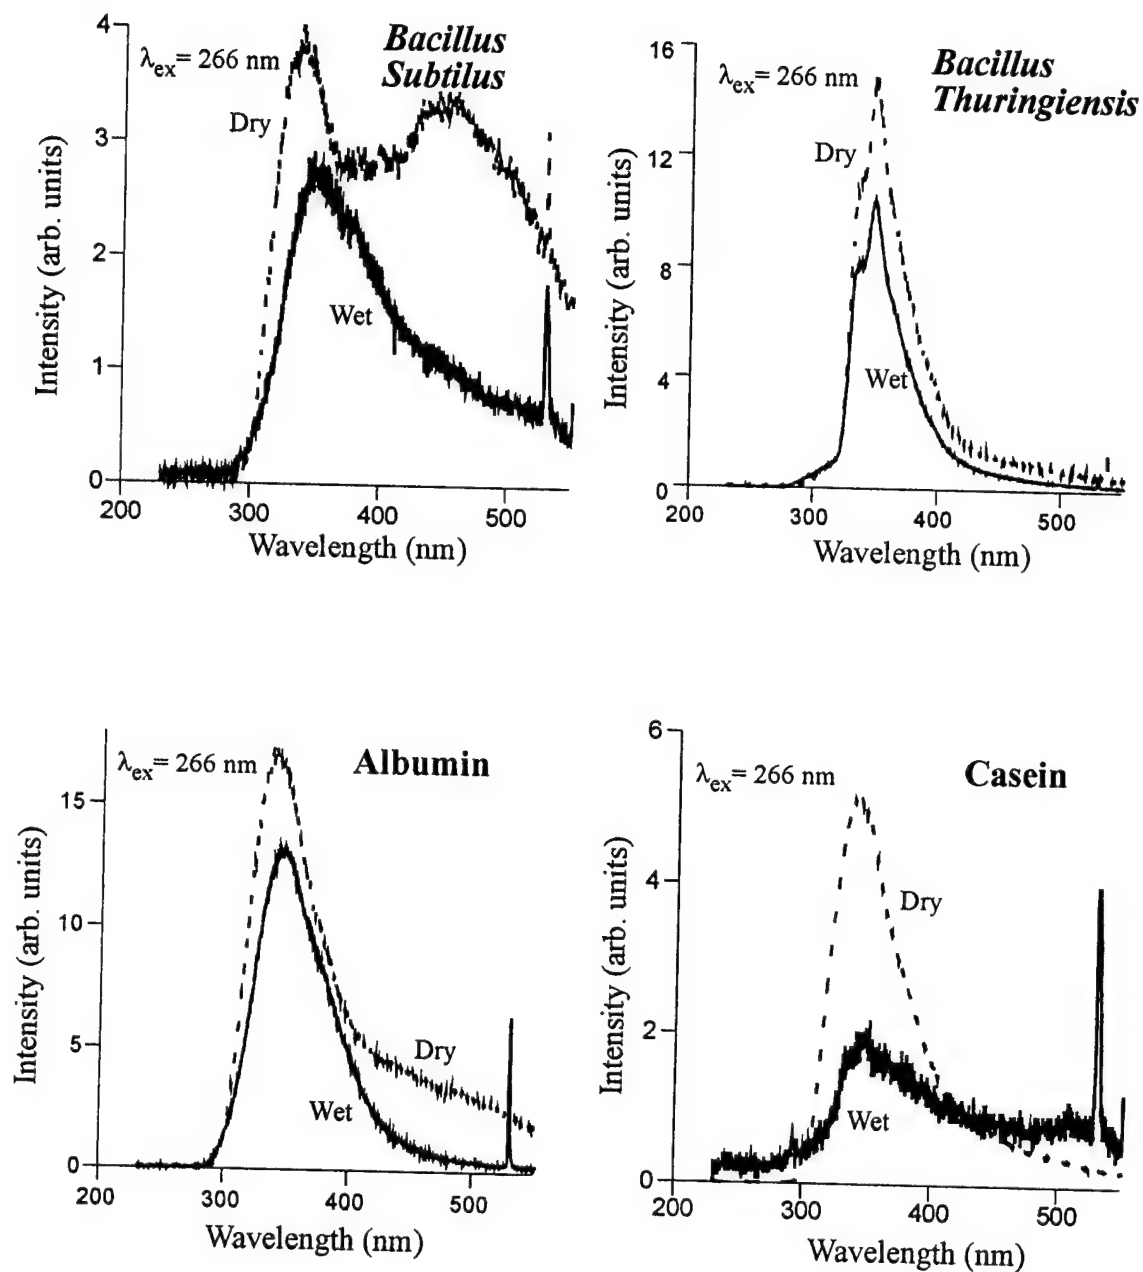 Bacillus
Subtilus
λex= 266 nm
Dry
Wet
4
3
2
1
0
200
300
400
500
Intensity (arb. units)
Wavelength (nm)
Bacillus
Thuringiensis
λex= 266 nm
Dry
Wet
16
12
8
4
0
200
300
400
500
Intensity (arb. units)
Wavelength (nm)
Albumin
λex= 266 nm
Dry
Wet
15
10
5
0
200
300
400
500
Intensity (arb. units)
Wavelength (nm)
Casein
λex= 266 nm
Dry
Wet
6
4
2
0
200
300
400
500
Intensity (arb. units)
Wavelength (nm)